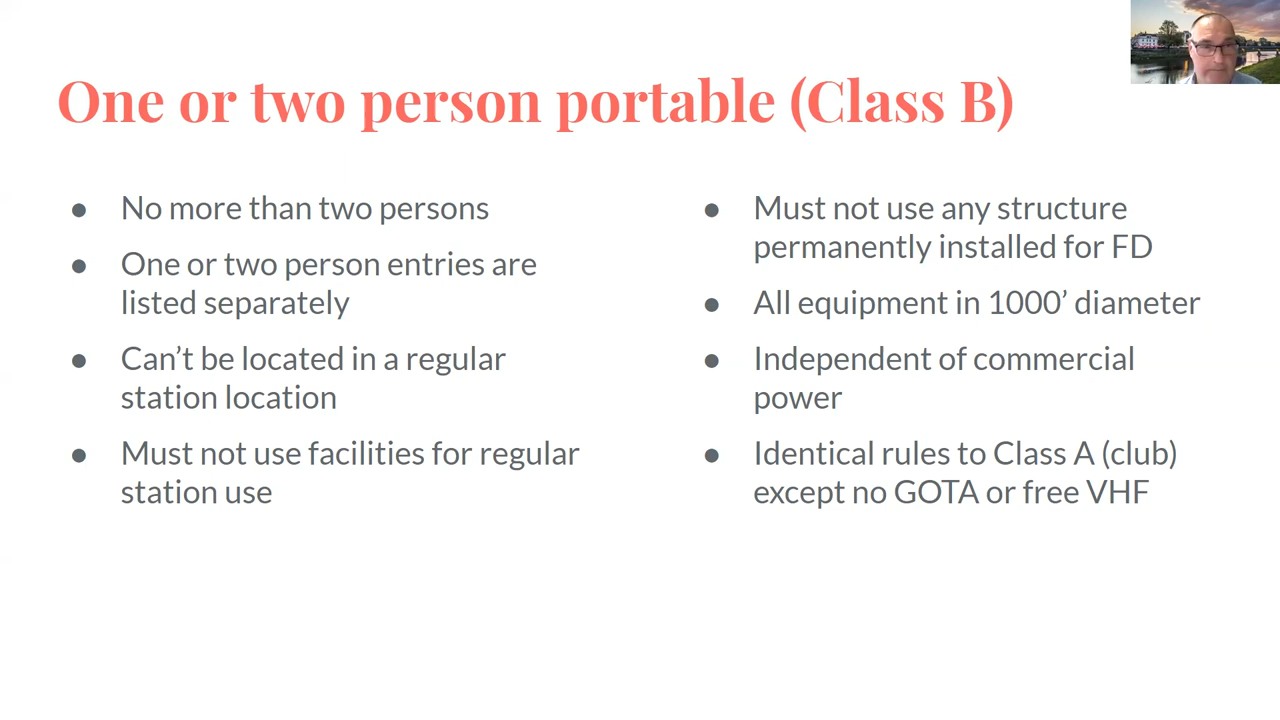 One or two person portable (Class B)
● No more than two persons
● One or two person entries are
listed separately
● Can’t be located in a regular
station location
● Must not use facilities for regular
station use
● Must not use any structure
permanently installed for FD
● All equipment in 1000’ diameter
● Independent of commercial
power
● Identical rules to Class A (club)
except no GOTA or free VHF